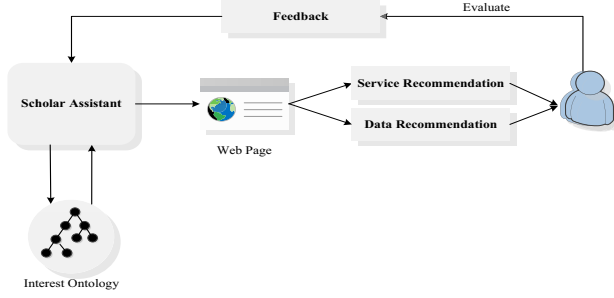 Evaluate
Feedback
Scholar Assistant
Service Recommendation
Data Recommendation
Web Page
Interest Ontology